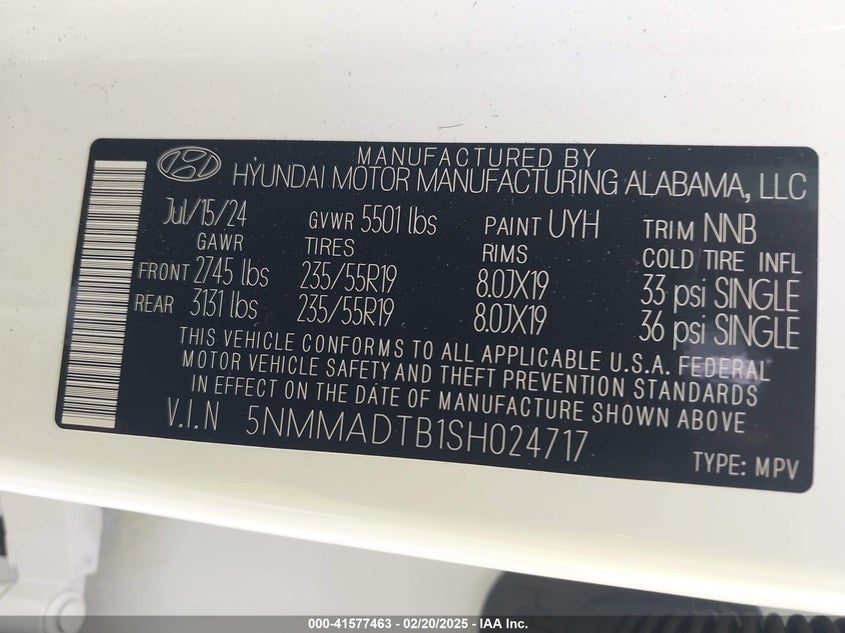 MANUFACTURED BY
HYUNDAI MOTOR MANUFACTURING ALABAMA, LLC
Jul/15/24 GVWR 5501 lbs PAINT UYH TRIM NNB
GAWR TIRES RIMS COLD TIRE INFL
FRONT 2745 lbs 235/55R19 8.0JX19 33 psi SINGLE
REAR 3131 lbs 235/55R19 8.0JX19 36 psi SINGLE
THIS VEHICLE CONFORMS TO ALL APPLICABLE U.S.A. FEDERAL
MOTOR VEHICLE SAFETY AND THEFT PREVENTION STANDARDS
IN EFFECT ON THE DATE OF MANUFACTURE SHOWN ABOVE
V.I.N 5NMMADTB1SH024717
TYPE: MPV
000-41577463 — 02/20/2025 — IAA Inc.